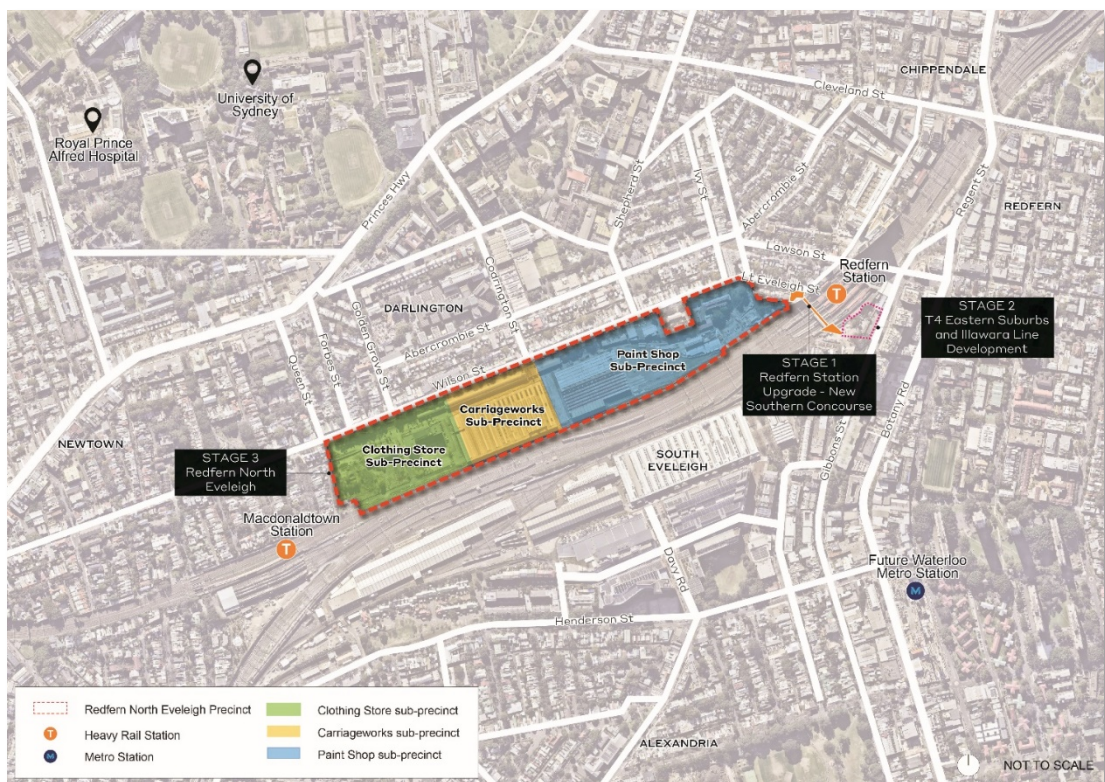 CHIPPENDALE
Cleveland St
University of
Sydney
Royal Prince
Alfred Hospital
Princes Hwy
Shepherd St
Ivy St
Abercrombie St
Regent St
REDFERN
Lawson St
Redfern
Station
T
Lt Eveleigh St
STAGE 2
T4 Eastern Suburbs
and Illawara Line
Development
STAGE 1
Redfern Station
Upgrade - New
Southern Concourse
Codrington St
DARLINGTON
Golden Grove St
Forbes St
Queen St
Abercrombie St
Wilson St
Paint Shop
Sub-Precinct
Carriageworks
Sub-Precinct
Clothing Store
Sub-Precinct
NEWTOWN
STAGE 3
Redfern North
Eveleigh
SOUTH
EVELEIGH
Gibbons St
Botany Rd
Macdonaldtown
Station
T
Davy Rd
Future Waterloo
Metro Station
M
Henderson St
ALEXANDRIA
Redfern North Eveleigh Precinct
T Heavy Rail Station
M Metro Station
Clothing Store sub-precinct
Carriageworks sub-precinct
Paint Shop sub-precinct
NOT TO SCALE